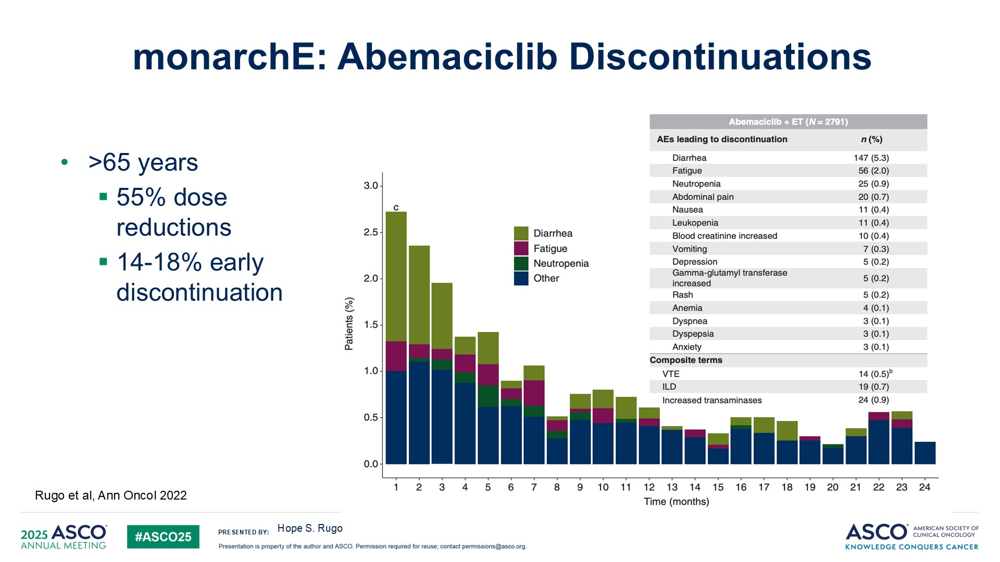 monarchE: Abemaciclib Discontinuations
• >65 years
▪ 55% dose
reductions
▪ 14-18% early
discontinuation
Abemaciclib + ET (N = 2791)
AEs leading to discontinuation n (%)
Diarrhea 147 (5.3)
Fatigue 56 (2.0)
Neutropenia 25 (0.9)
Abdominal pain 20 (0.7)
Nausea 11 (0.4)
Leukopenia 11 (0.4)
Blood creatinine increased 10 (0.4)
Vomiting 7 (0.3)
Depression 5 (0.2)
Gamma-glutamyl transferase
increased 5 (0.2)
Rash 5 (0.2)
Anemia 4 (0.1)
Dyspnea 3 (0.1)
Dyspepsia 3 (0.1)
Anxiety 3 (0.1)
Composite terms
VTE 14 (0.5)b
ILD 19 (0.7)
Increased transaminases 24 (0.9)
Patients (%)
3.0
2.5
2.0
1.5
1.0
0.5
0.0
c
Diarrhea
Fatigue
Neutropenia
Other
1 2 3 4 5 6 7 8 9 10 11 12 13 14 15 16 17 18 19 20 21 22 23 24
Time (months)
Rugo et al, Ann Oncol 2022
2025 ASCO
ANNUAL MEETING
#ASCO25
PRESENTED BY: Hope S. Rugo
Presentation is property of the author and ASCO. Permission required for reuse; contact permissions@asco.org.
ASCO AMERICAN SOCIETY OF
CLINICAL ONCOLOGY
KNOWLEDGE CONQUERS CANCER